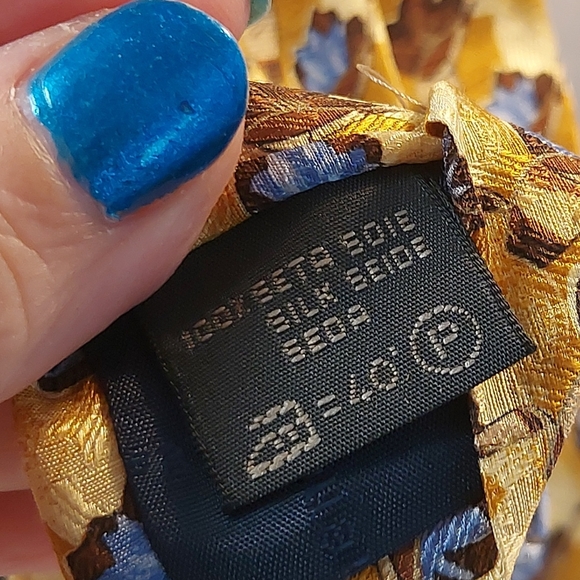 100% SETA SOIE
SILK SEIDE
SEDA
= 40° P